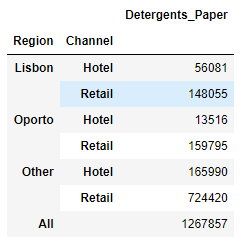 Detergents_Paper
Region Channel
Lisbon Hotel 56081
Retail 148055
Oporto Hotel 13516
Retail 159795
Other Hotel 165990
Retail 724420
All 1267857